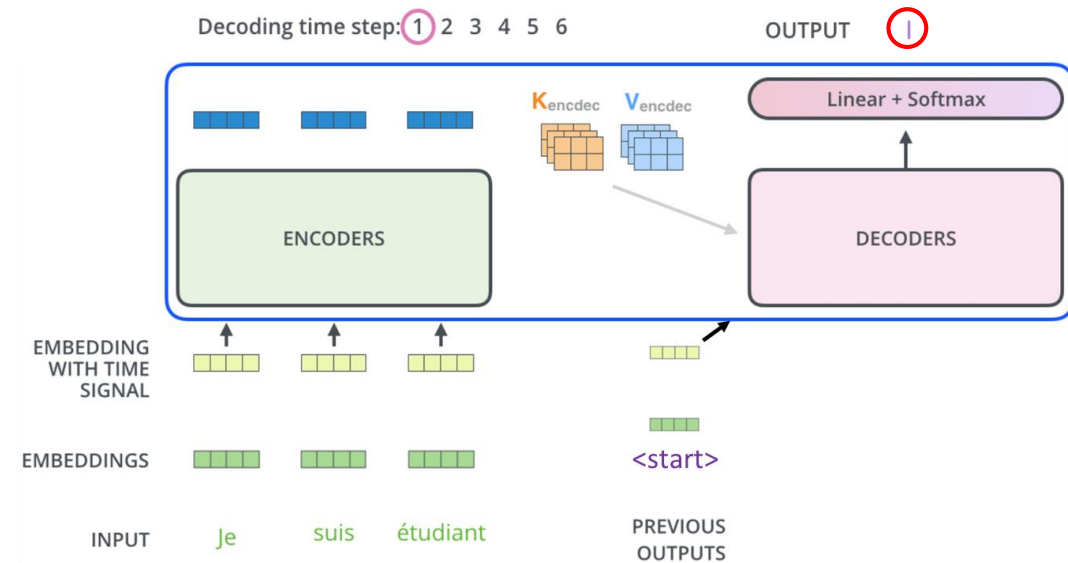 Decoding time step: 1 2 3 4 5 6
OUTPUT I
Kencdec Vencdec
Linear + Softmax
ENCODERS
DECODERS
EMBEDDING
WITH TIME
SIGNAL
EMBEDDINGS
<start>
INPUT Je suis étudiant
PREVIOUS
OUTPUTS